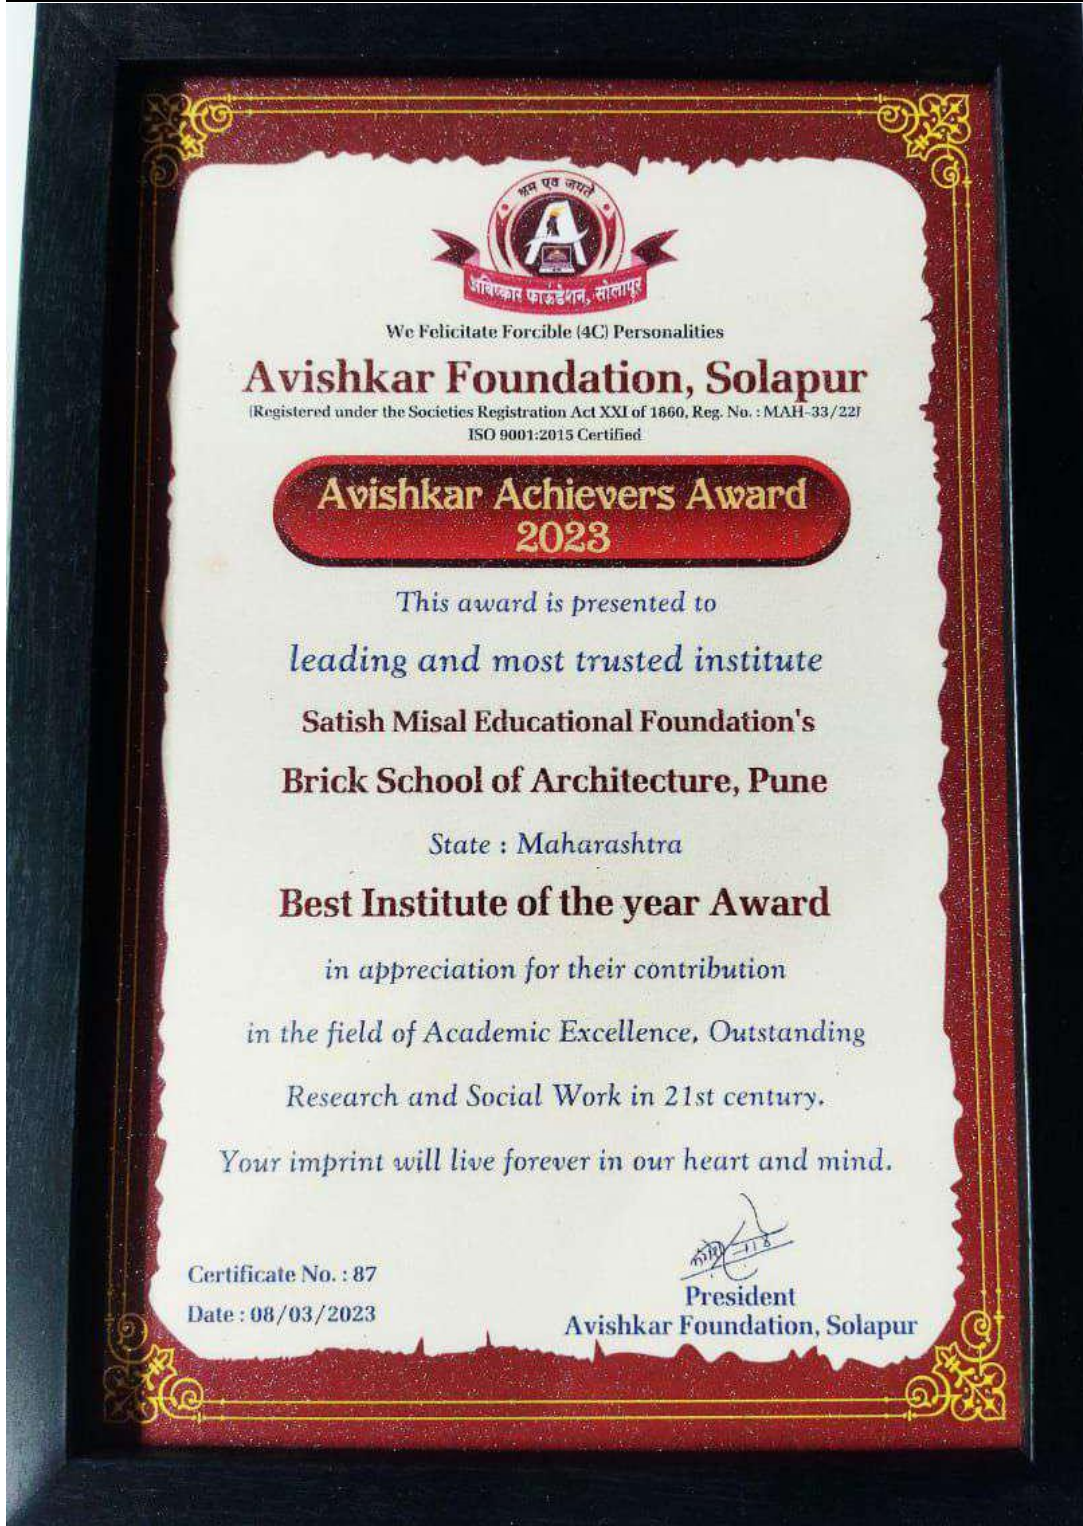 श्रम एव जयते
A
अविष्कार फाऊंडेशन, सोलापूर
We Felicitate Forcible (4C) Personalities
Avishkar Foundation, Solapur
(Registered under the Societies Registration Act XXI of 1860, Reg. No. : MAH-33/22)
ISO 9001:2015 Certified
Avishkar Achievers Award
2023
This award is presented to
leading and most trusted institute
Satish Misal Educational Foundation's
Brick School of Architecture, Pune
State : Maharashtra
Best Institute of the year Award
in appreciation for their contribution
in the field of Academic Excellence, Outstanding
Research and Social Work in 21st century.
Your imprint will live forever in our heart and mind.
Certificate No. : 87
Date : 08/03/2023
President
Avishkar Foundation, Solapur